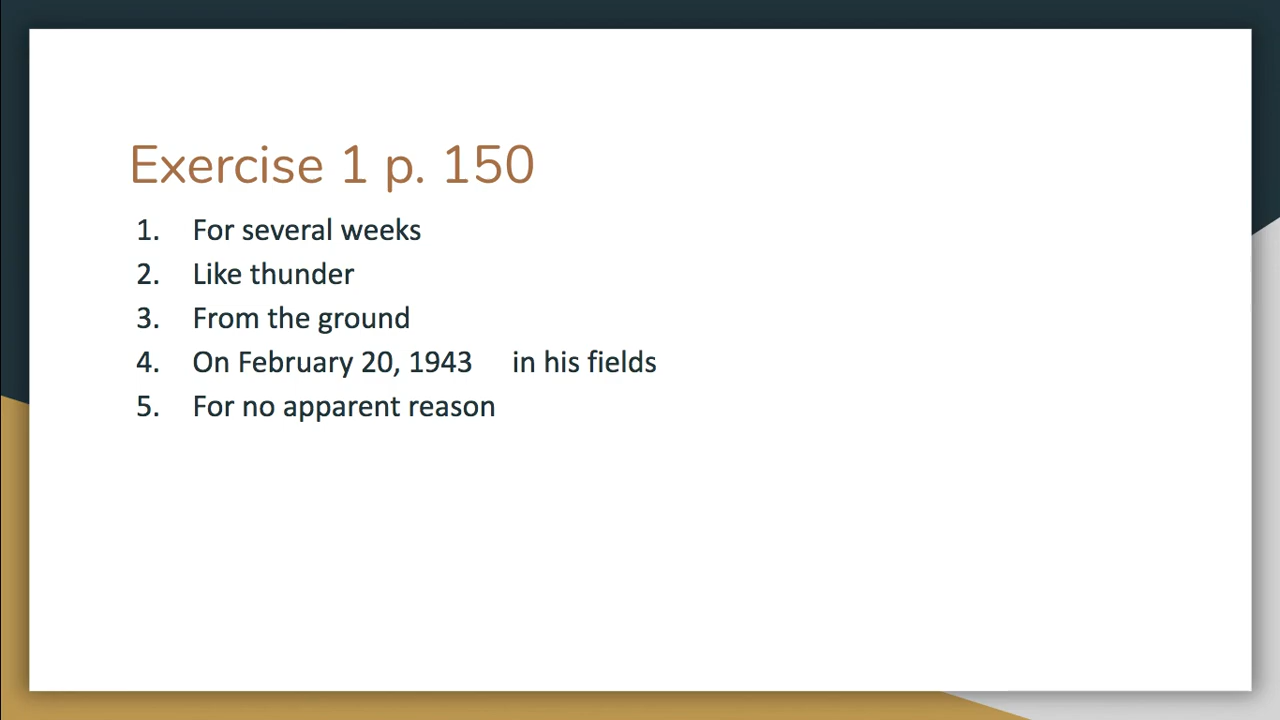 Exercise 1 p. 150
1. For several weeks
2. Like thunder
3. From the ground
4. On February 20, 1943 in his fields
5. For no apparent reason